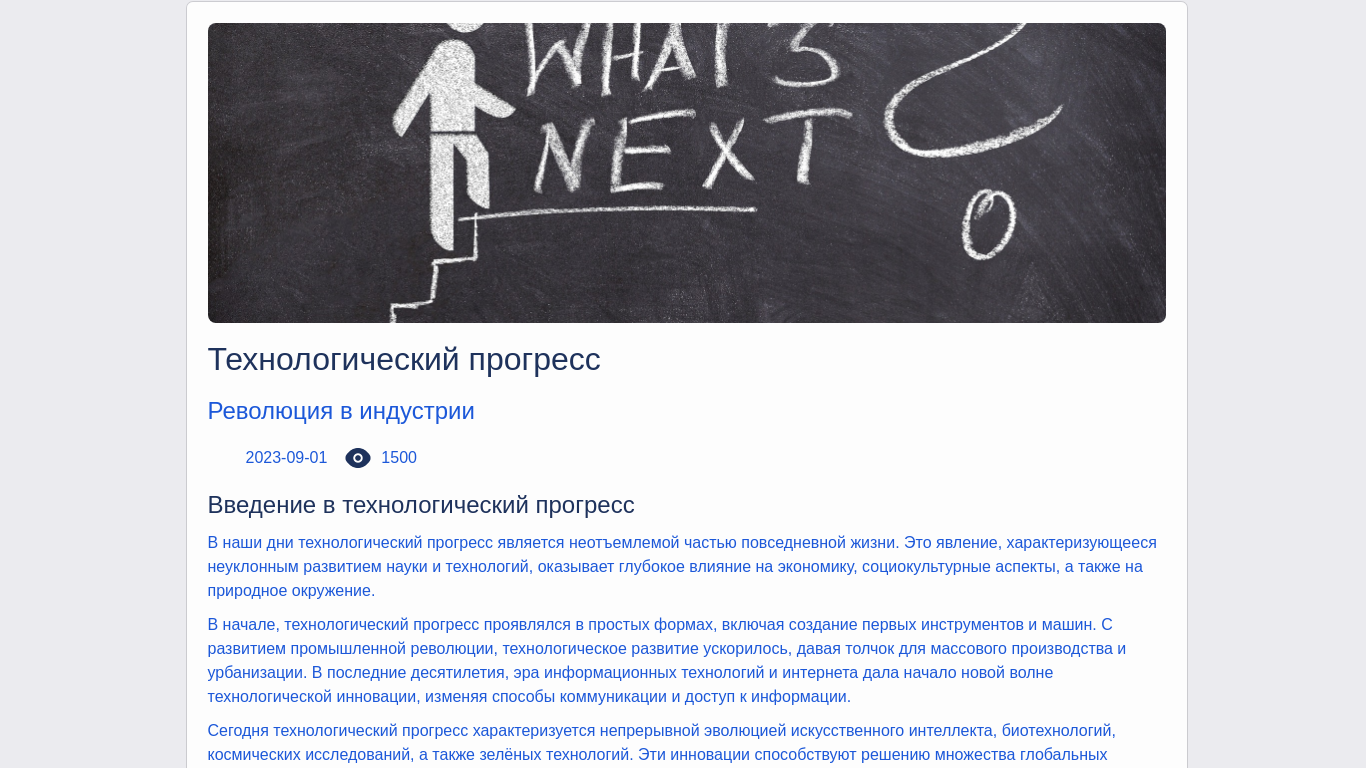 WHAT'S
NEXT
?
Технологический прогресс
Революция в индустрии
2023-09-01 1500
Введение в технологический прогресс
В наши дни технологический прогресс является неотъемлемой частью повседневной жизни. Это явление, характеризующееся
неуклонным развитием науки и технологий, оказывает глубокое влияние на экономику, социокультурные аспекты, а также на
природное окружение.
В начале, технологический прогресс проявлялся в простых формах, включая создание первых инструментов и машин. С
развитием промышленной революции, технологическое развитие ускорилось, давая толчок для массового производства и
урбанизации. В последние десятилетия, эра информационных технологий и интернета дала начало новой волне
технологической инновации, изменяя способы коммуникации и доступ к информации.
Сегодня технологический прогресс характеризуется непрерывной эволюцией искусственного интеллекта, биотехнологий,
космических исследований, а также зелёных технологий. Эти инновации способствуют решению множества глобальных